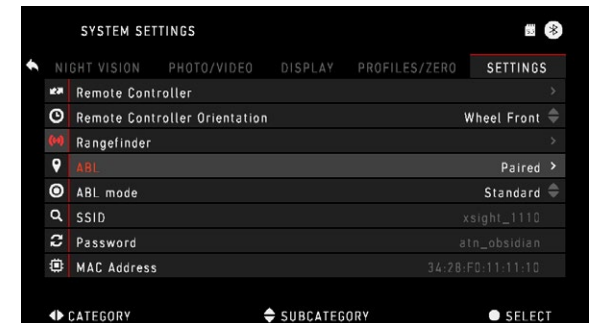 SYSTEM SETTINGS
NIGHT VISION PHOTO/VIDEO DISPLAY PROFILES/ZERO SETTINGS
Remote Controller
Remote Controller Orientation Wheel Front
Rangefinder
ABL Paired
ABL mode Standard
SSID xsight_1110
Password atn_obsidian
MAC Address 34:28:F0:11:11:10
CATEGORY SUBCATEGORY SELECT